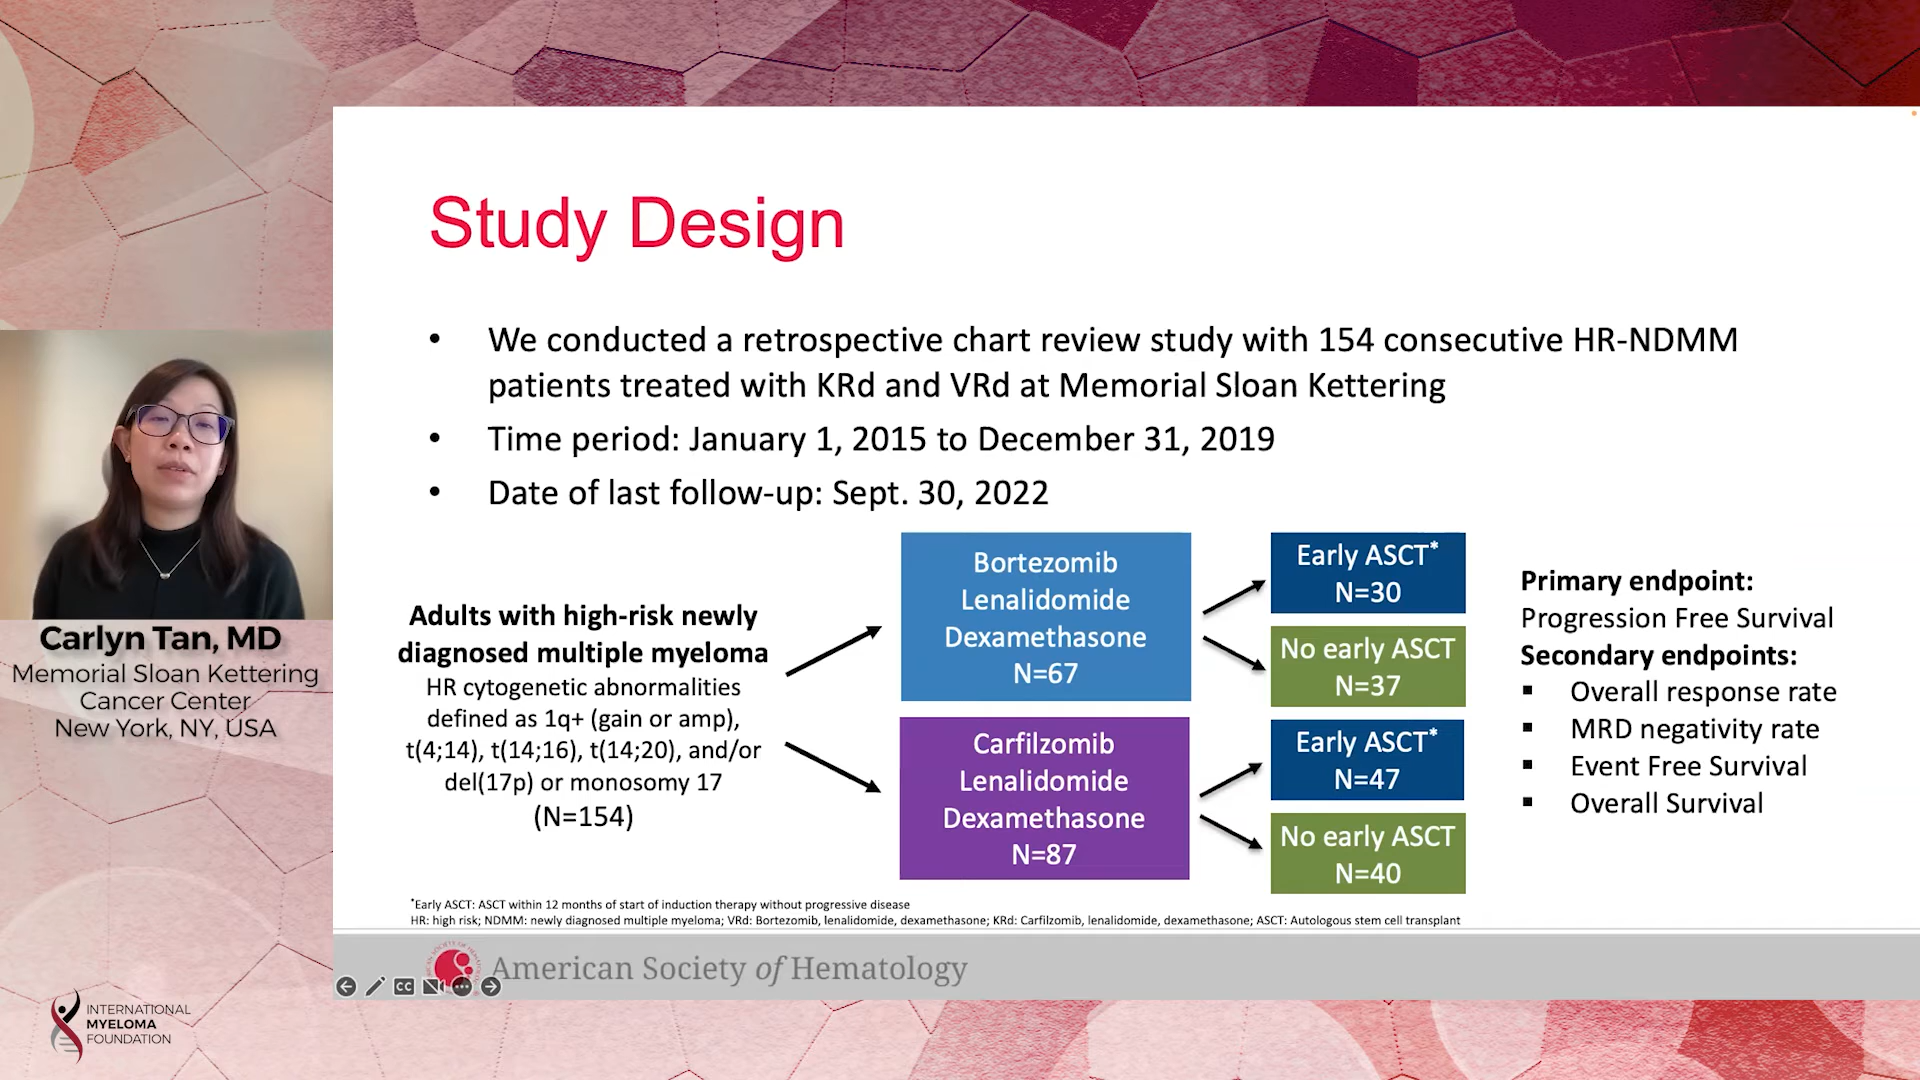 Study Design
• We conducted a retrospective chart review study with 154 consecutive HR-NDMM
patients treated with KRd and VRd at Memorial Sloan Kettering
• Time period: January 1, 2015 to December 31, 2019
• Date of last follow-up: Sept. 30, 2022
Adults with high-risk newly
diagnosed multiple myeloma
HR cytogenetic abnormalities
defined as 1q+ (gain or amp),
t(4;14), t(14;16), t(14;20), and/or
del(17p) or monosomy 17
(N=154)
Bortezomib
Lenalidomide
Dexamethasone
N=67
Carfilzomib
Lenalidomide
Dexamethasone
N=87
Early ASCT*
N=30
No early ASCT
N=37
Early ASCT*
N=47
No early ASCT
N=40
Primary endpoint:
Progression Free Survival
Secondary endpoints:
▪ Overall response rate
▪ MRD negativity rate
▪ Event Free Survival
▪ Overall Survival
*Early ASCT: ASCT within 12 months of start of induction therapy without progressive disease
HR: high risk; NDMM: newly diagnosed multiple myeloma; VRd: Bortezomib, lenalidomide, dexamethasone; KRd: Carfilzomib, lenalidomide, dexamethasone; ASCT: Autologous stem cell transplant
American Society of Hematology
CC
Carlyn Tan, MD
Memorial Sloan Kettering
Cancer Center
New York, NY, USA
INTERNATIONAL
MYELOMA
FOUNDATION